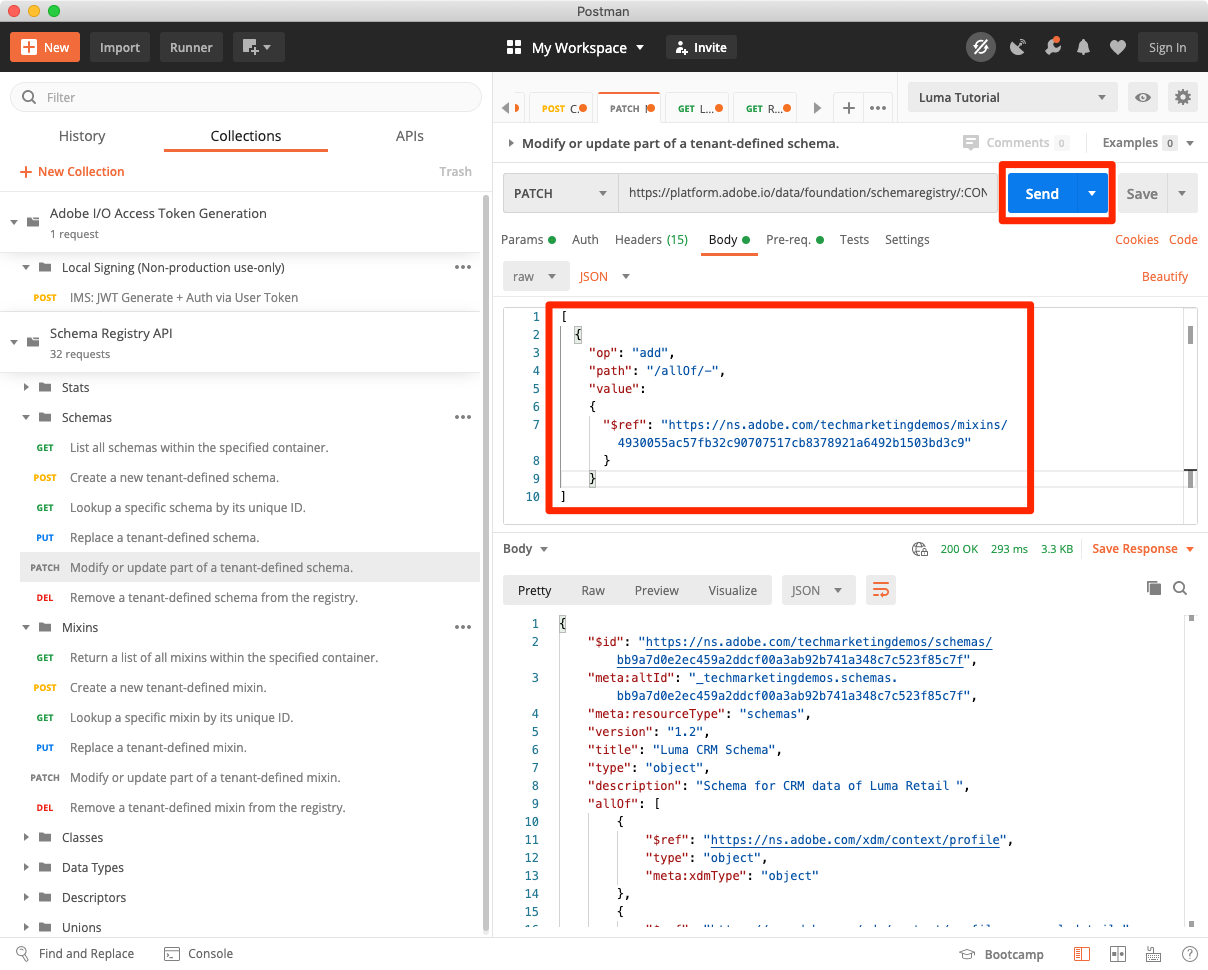 Postman
New
Import
Runner
My Workspace
Invite
Sign In
Filter
History
Collections
APIs
New Collection
Trash
Adobe I/O Access Token Generation
1 request
Local Signing (Non-production use-only)
POST IMS: JWT Generate + Auth via User Token
Schema Registry API
32 requests
Stats
Schemas
GET List all schemas within the specified container.
POST Create a new tenant-defined schema.
GET Lookup a specific schema by its unique ID.
PUT Replace a tenant-defined schema.
PATCH Modify or update part of a tenant-defined schema.
DEL Remove a tenant-defined schema from the registry.
Mixins
GET Return a list of all mixins within the specified container.
POST Create a new tenant-defined mixin.
GET Lookup a specific mixin by its unique ID.
PUT Replace a tenant-defined mixin.
PATCH Modify or update part of a tenant-defined mixin.
DEL Remove a tenant-defined mixin from the registry.
Classes
Data Types
Descriptors
Unions
POST C
PATCH
GET L...
GET R...
Luma Tutorial
Modify or update part of a tenant-defined schema.
Comments 0
Examples 0
PATCH
https://platform.adobe.io/data/foundation/schemaregistry/:CON
Send
Save
Params
Auth
Headers (15)
Body
Pre-req.
Tests
Settings
Cookies
Code
raw
JSON
Beautify
1 [
2 {
3 "op": "add",
4 "path": "/allOf/-",
5 "value":
6 {
7 "$ref": "https://ns.adobe.com/techmarketingdemos/mixins/
4930055ac57fb32c90707517cb8378921a6492b1503bd3c9"
8 }
9 }
10 ]
Body
200 OK
293 ms
3.3 KB
Save Response
Pretty
Raw
Preview
Visualize
JSON
1 {
2 "$id": "https://ns.adobe.com/techmarketingdemos/schemas/
bb9a7d0e2ec459a2ddcf00a3ab92b741a348c7c523f85c7f",
3 "meta:altId": "_techmarketingdemos.schemas.
bb9a7d0e2ec459a2ddcf00a3ab92b741a348c7c523f85c7f",
4 "meta:resourceType": "schemas",
5 "version": "1.2",
6 "title": "Luma CRM Schema",
7 "type": "object",
8 "description": "Schema for CRM data of Luma Retail ",
9 "allOf": [
10 {
11 "$ref": "https://ns.adobe.com/xdm/context/profile",
12 "type": "object",
13 "meta:xdmType": "object"
14 },
15 {
Find and Replace
Console
Bootcamp